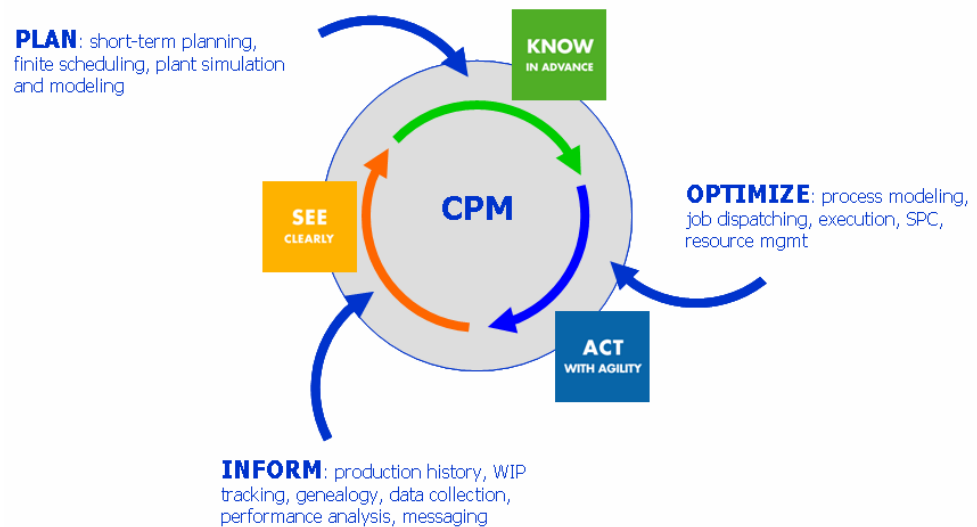 PLAN: short-term planning,
finite scheduling, plant simulation
and modeling
KNOW
IN ADVANCE
SEE
CLEARLY
CPM
OPTIMIZE: process modeling,
job dispatching, execution, SPC,
resource mgmt
ACT
WITH AGILITY
INFORM: production history, WIP
tracking, genealogy, data collection,
performance analysis, messaging